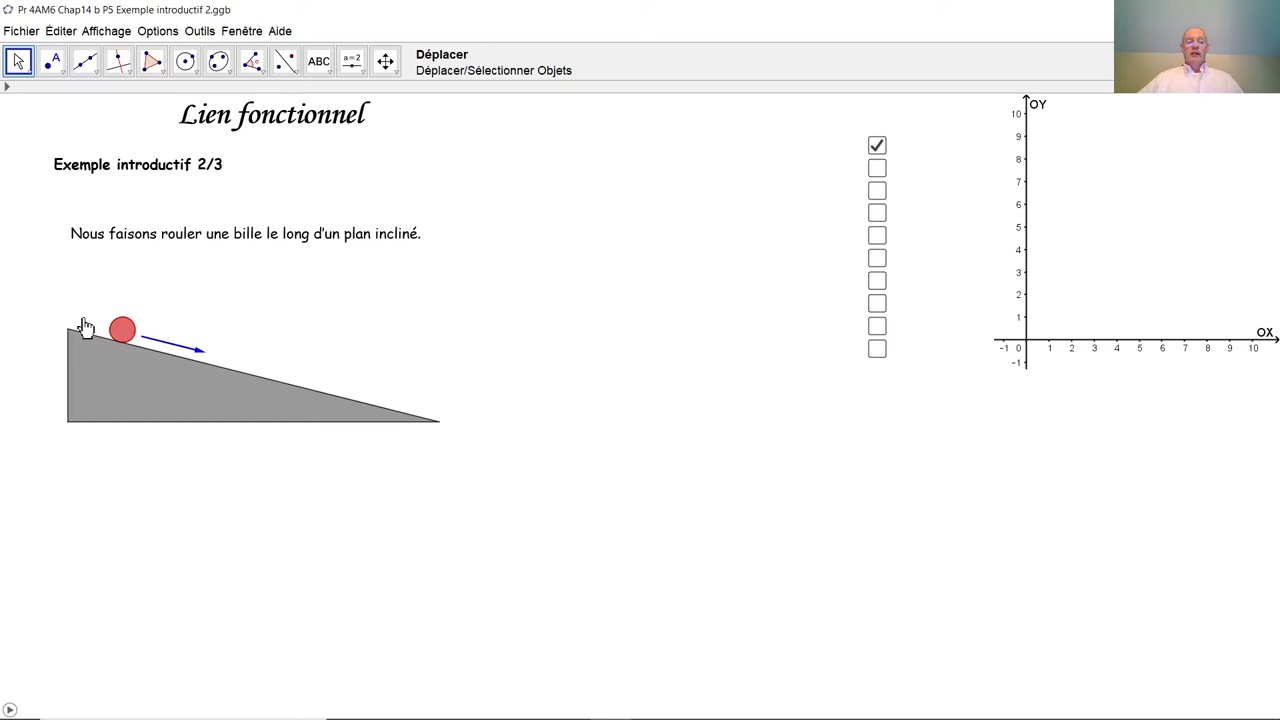 Pr 4AM6 Chap14 b P5 Exemple introductif 2.ggb
Fichier Éditer Affichage Options Outils Fenêtre Aide
A
ABC
a=2
Déplacer
Déplacer/Sélectionner Objets
Lien fonctionnel
Exemple introductif 2/3
Nous faisons rouler une bille le long d'un plan incliné.
OY
10
9
8
7
6
5
4
3
2
1
OX
−1 0 1 2 3 4 5 6 7 8 9 10
−1